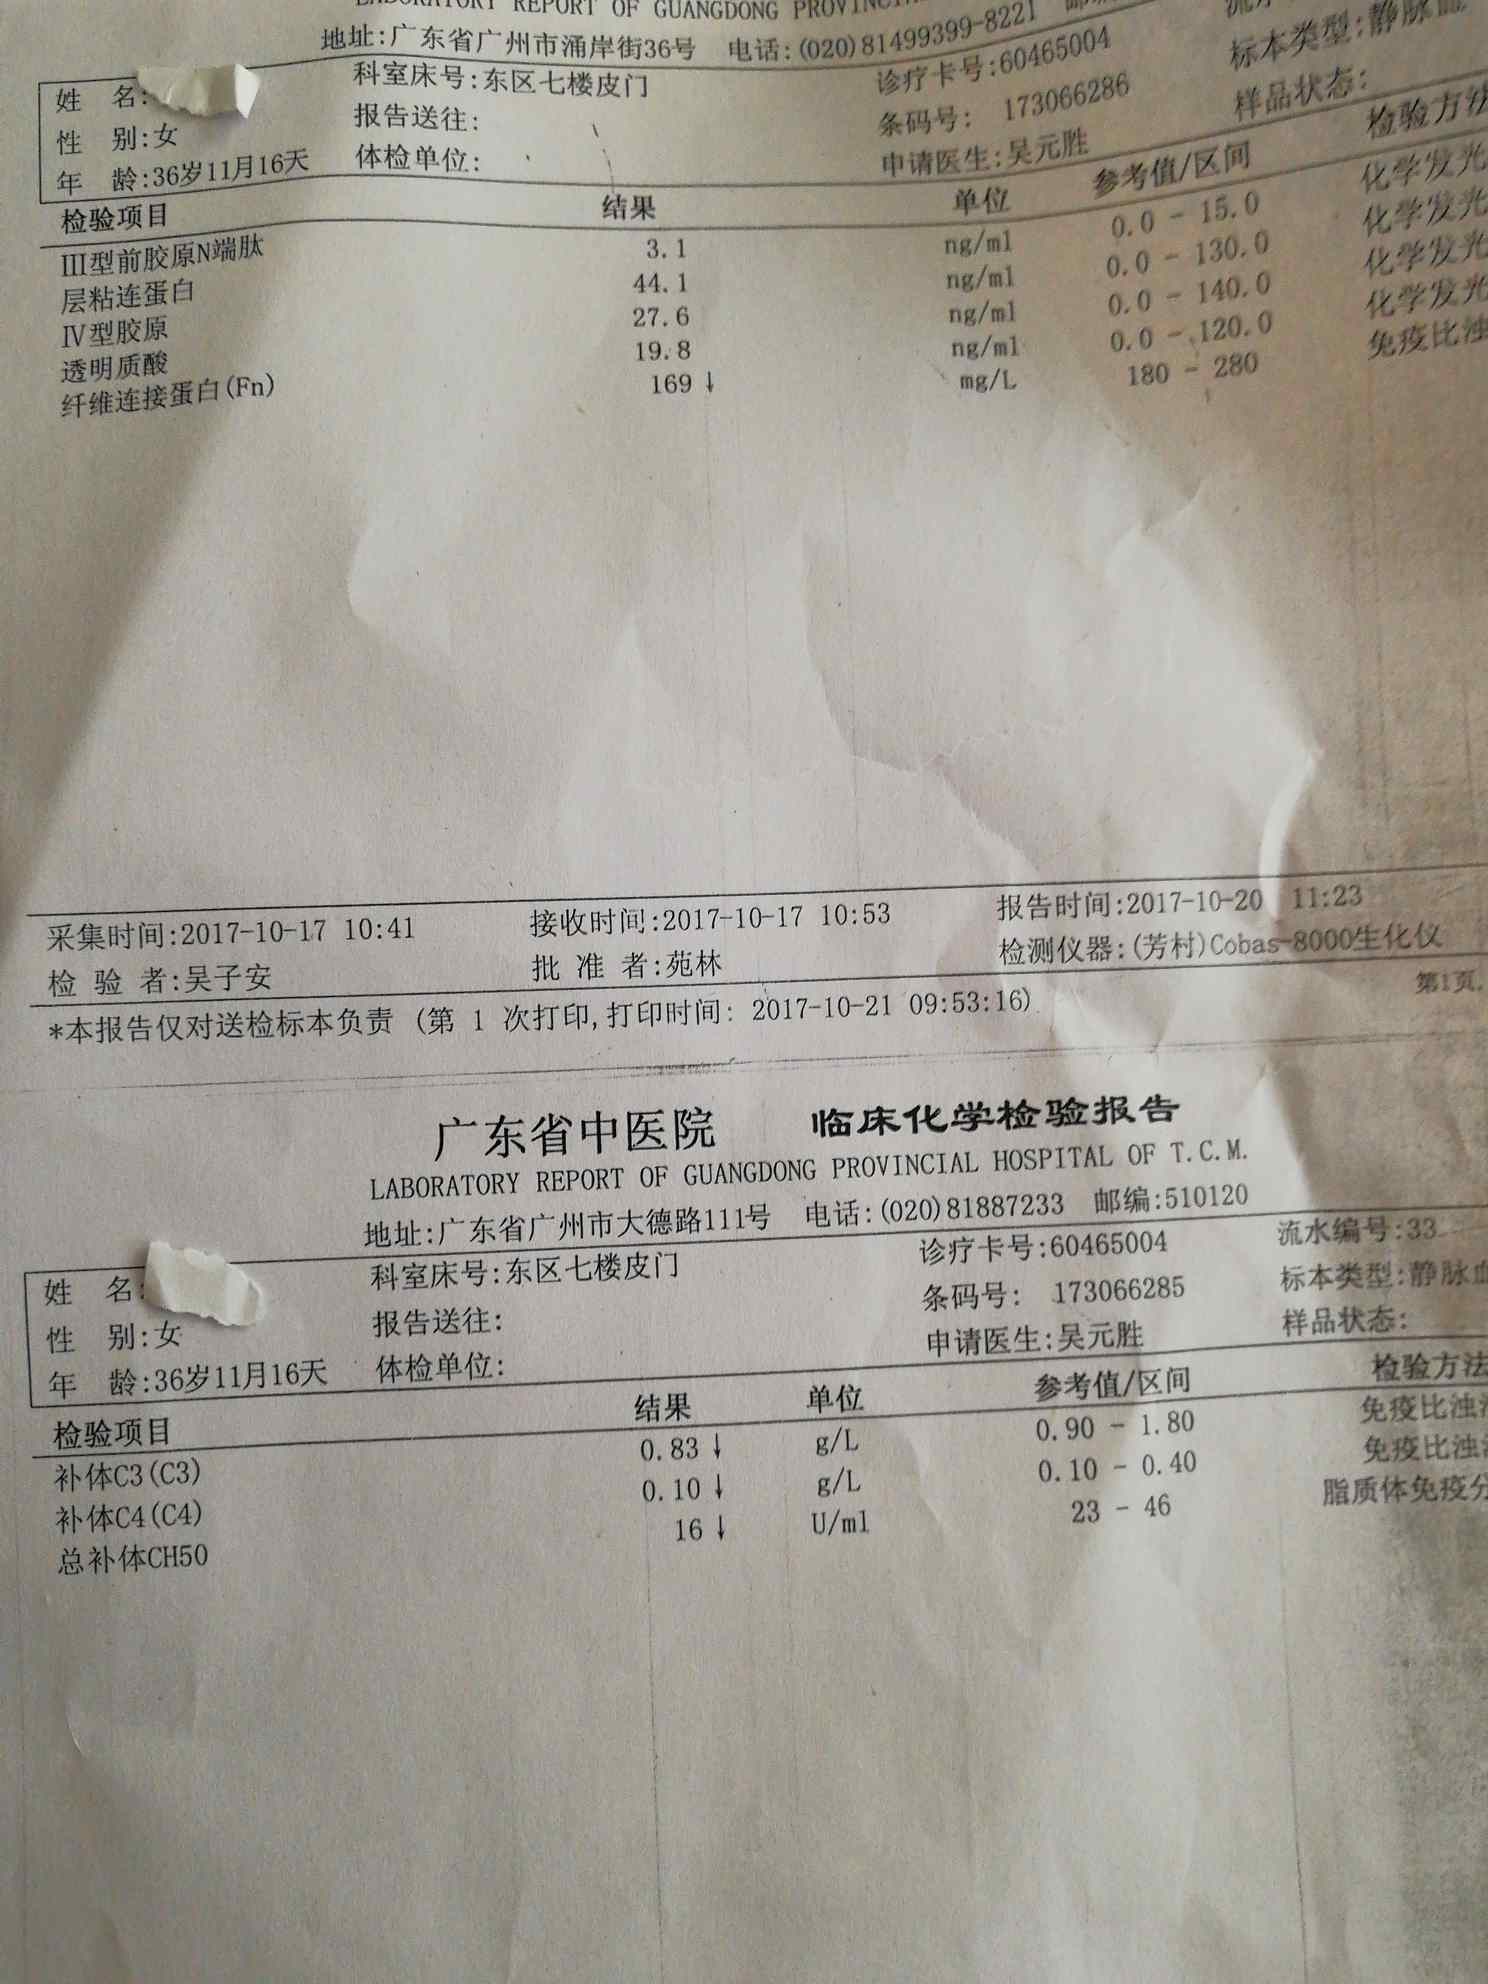 LABORATORY REPORT OF GUANGDONG PROVINCIAL
地址:广东省广州市涌岸街36号 电话:(020)81499399-8221
姓 名: 科室床号:东区七楼皮门 诊疗卡号:60465004 标本类型:静脉血
性 别:女 报告送往: 条码号: 173066286 样品状态:
年 龄:36岁11月16天 体检单位: 申请医生:吴元胜
检验项目 结果 单位 参考值/区间 检验方法
Ⅲ型前胶原N端肽 3.1 ng/ml 0.0 - 15.0 化学发光
层粘连蛋白 44.1 ng/ml 0.0 - 130.0 化学发光
Ⅳ型胶原 27.6 ng/ml 0.0 - 140.0 化学发光
透明质酸 19.8 ng/ml 0.0 - 120.0 化学发光
纤维连接蛋白(Fn) 169↓ mg/L 180 - 280 免疫比浊
采集时间:2017-10-17 10:41 接收时间:2017-10-17 10:53 报告时间:2017-10-20 11:23
检 验 者:吴子安 批 准 者:苑林 检测仪器:(芳村)Cobas-8000生化仪
*本报告仅对送检标本负责 (第 1 次打印,打印时间: 2017-10-21 09:53:16) 第1页,
广东省中医院 临床化学检验报告
LABORATORY REPORT OF GUANGDONG PROVINCIAL HOSPITAL OF T.C.M.
地址:广东省广州市大德路111号 电话:(020)81887233 邮编:510120
姓 名: 科室床号:东区七楼皮门 诊疗卡号:60465004 流水编号:33
性 别:女 报告送往: 条码号: 173066285 标本类型:静脉血
年 龄:36岁11月16天 体检单位: 申请医生:吴元胜 样品状态:
检验项目 结果 单位 参考值/区间 检验方法
补体C3(C3) 0.83↓ g/L 0.90 - 1.80 免疫比浊法
补体C4(C4) 0.10↓ g/L 0.10 - 0.40 免疫比浊法
总补体CH50 16↓ U/ml 23 - 46 脂质体免疫分